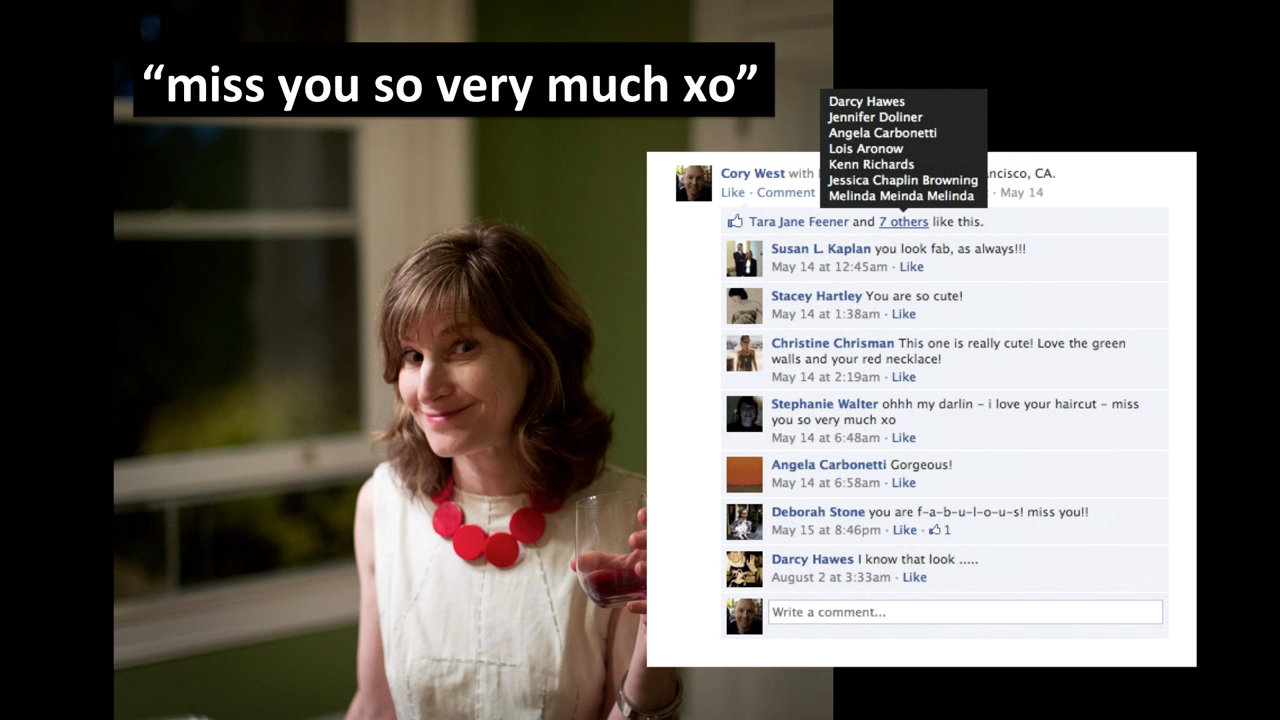 “miss you so very much xo”
Darcy Hawes
Jennifer Doliner
Angela Carbonetti
Lois Aronow
Kenn Richards
Jessica Chaplin Browning
Melinda Meinda Melinda
Cory West with
ncisco, CA.
Like · Comment
· May 14
Tara Jane Feener and 7 others like this.
Susan L. Kaplan you look fab, as always!!!
May 14 at 12:45am · Like
Stacey Hartley You are so cute!
May 14 at 1:38am · Like
Christine Chrisman This one is really cute! Love the green
walls and your red necklace!
May 14 at 2:19am · Like
Stephanie Walter ohhh my darlin – i love your haircut – miss
you so very much xo
May 14 at 6:48am · Like
Angela Carbonetti Gorgeous!
May 14 at 6:58am · Like
Deborah Stone you are f-a-b-u-l-o-u-s! miss you!!
May 15 at 8:46pm · Like · 1
Darcy Hawes I know that look .....
August 2 at 3:33am · Like
Write a comment...